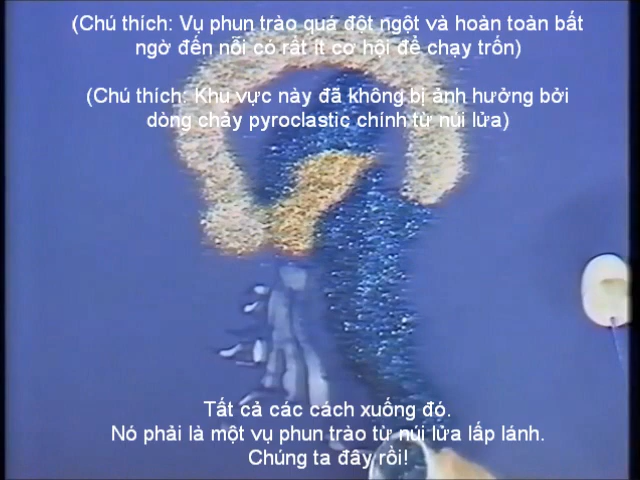 (Chú thích: Vụ phun trào quá đột ngột và hoàn toàn bất
ngờ đến nỗi có rất ít cơ hội để chạy trốn)
(Chú thích: Khu vực này đã không bị ảnh hưởng bởi
dòng chảy pyroclastic chính từ núi lửa)
Tất cả các cách xuống đó.
Nó phải là một vụ phun trào từ núi lửa lấp lánh.
Chúng ta đây rồi!